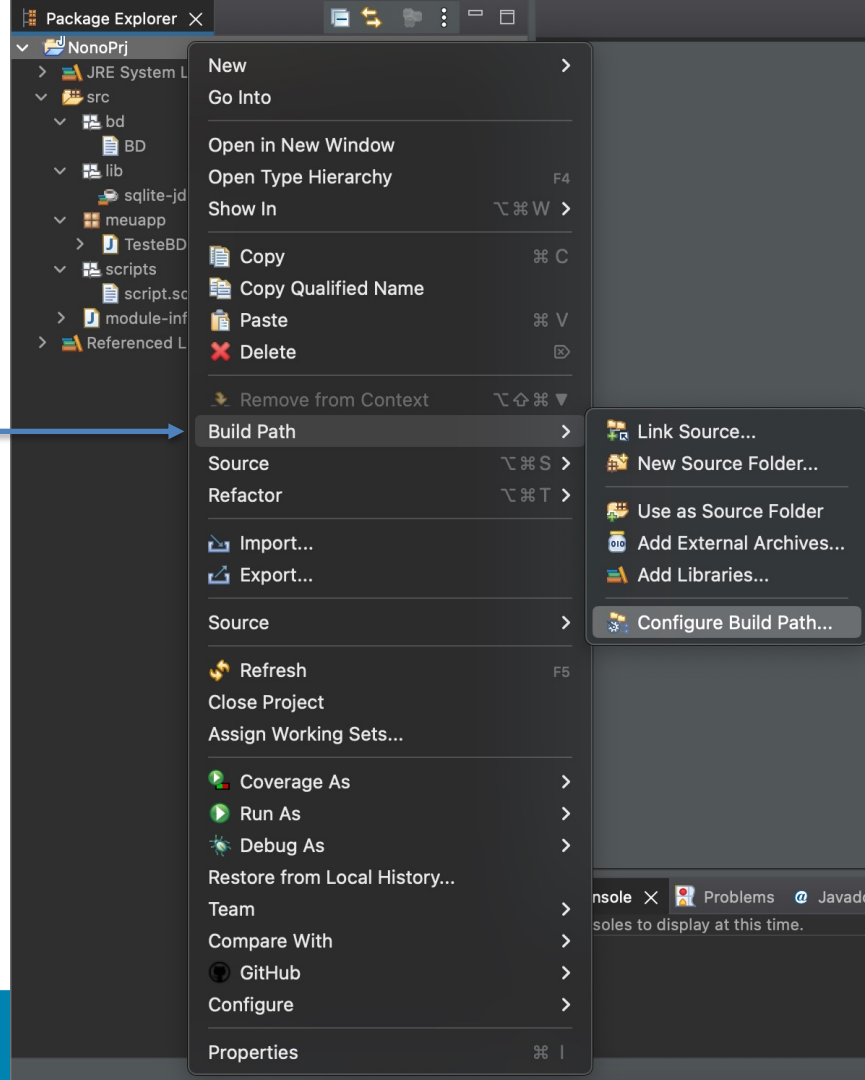 Package Explorer
NonoPrj
JRE System L
src
bd
BD
lib
sqlite-jd
meuapp
TesteBD
scripts
script.sc
module-inf
Referenced L
New
Go Into
Open in New Window
Open Type Hierarchy F4
Show In ⌥⌘W
Copy ⌘C
Copy Qualified Name
Paste ⌘V
Delete ⌦
Remove from Context ⌥⇧⌘▼
Build Path
Source ⌥⌘S
Refactor ⌥⌘T
Import...
Export...
Source
Refresh F5
Close Project
Assign Working Sets...
Coverage As
Run As
Debug As
Restore from Local History...
Team
Compare With
GitHub
Configure
Properties ⌘I
Link Source...
New Source Folder...
Use as Source Folder
Add External Archives...
Add Libraries...
Configure Build Path...
nsole Problems @ Javado
soles to display at this time.